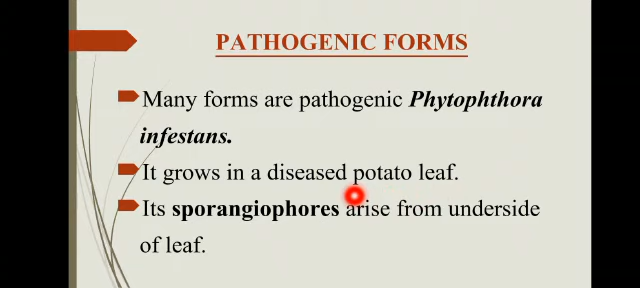 PATHOGENIC FORMS
Many forms are pathogenic Phytophthora
infestans.
It grows in a diseased potato leaf.
Its sporangiophores arise from underside
of leaf.